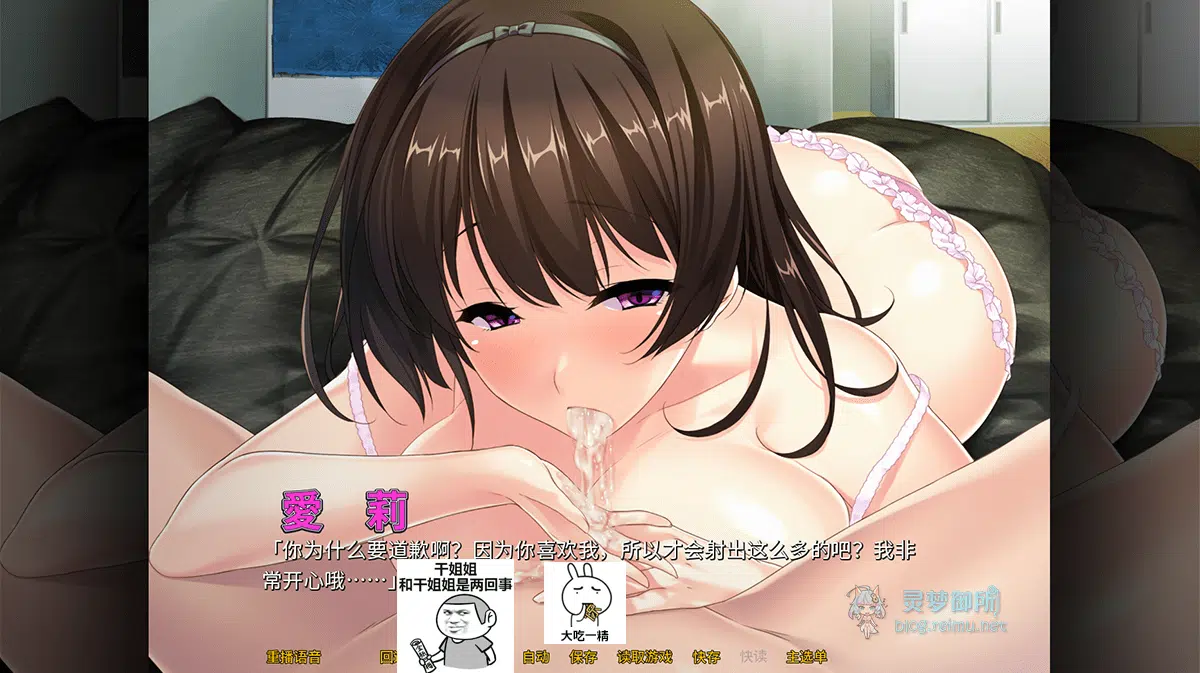 愛莉
「你为什么要道歉啊？因为你喜欢我，所以才会射出这么多的吧？我非
常开心哦……」
干姐姐
和干姐姐是两回事
大吃一精
灵梦御所
blog.reimu.net
重播语音 自动 保存 读取游戏 快存 快读 主选单